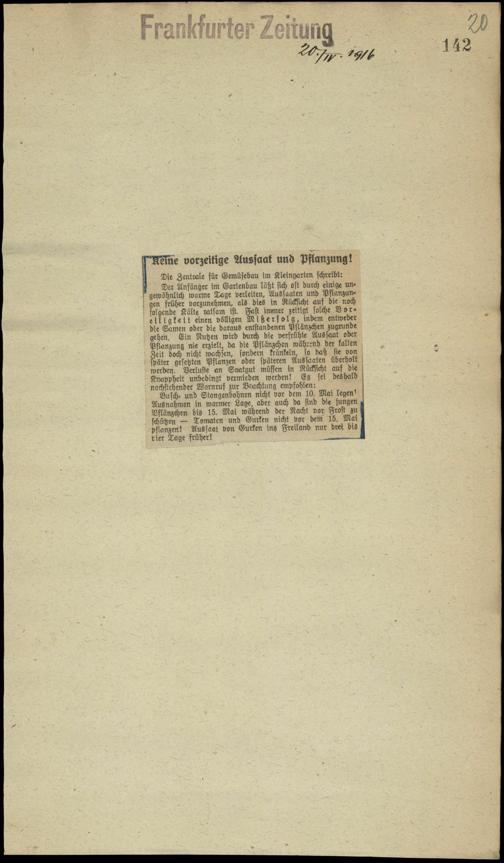 Frankfurter Zeitung
20
20./IV. 1916
142
Keine vorzeitige Aussaat und Pflanzung!
Die Zentrale für Gemüsebau im Kleingarten schreibt:
Der Anfänger im Gartenbau läßt sich oft durch einige un-
gewöhnlich warme Tage verleiten, Aussaaten und Pflanzun-
gen früher vorzunehmen, als dies in Rücksicht auf die noch
folgende Kälte ratsam ist. Fast immer zeitigt solche Vor-
eiligkeit einen völligen Mißerfolg, indem entweder
die Samen oder die daraus entstandenen Pflänzchen zugrunde
gehen. Ein Nutzen wird durch die verfrühte Aussaat oder
Pflanzung nie erzielt, da die Pflänzchen während der kalten
Zeit doch nicht wachsen, sondern kränkeln, so daß sie von
später gesetzten Pflanzen oder späteren Aussaaten überholt
werden. Verluste an Saatgut müssen in Rücksicht auf die
Knappheit unbedingt vermieden werden! Es sei deshalb
nachstehender Warnruf zur Beachtung empfohlen:
Busch- und Stangenbohnen nicht vor dem 10. Mai legen!
Ausnahmen in warmer Lage, aber auch da sind die jungen
Pflänzchen bis 15. Mai während der Nacht vor Frost zu
schützen — Tomaten und Gurken nicht vor dem 15. Mai
pflanzen! Aussaat von Gurken ins Freiland nur drei bis
vier Tage früher!